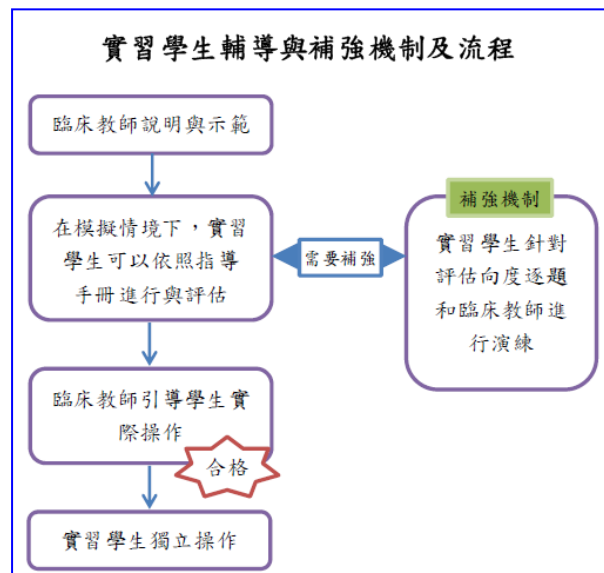 實習學生輔導與補強機制及流程
臨床教師說明與示範
在模擬情境下，實習
學生可以依照指導
手冊進行與評估
需要補強
補強機制
實習學生針對
評估向度逐題
和臨床教師進
行演練
臨床教師引導學生實
際操作
合格
實習學生獨立操作